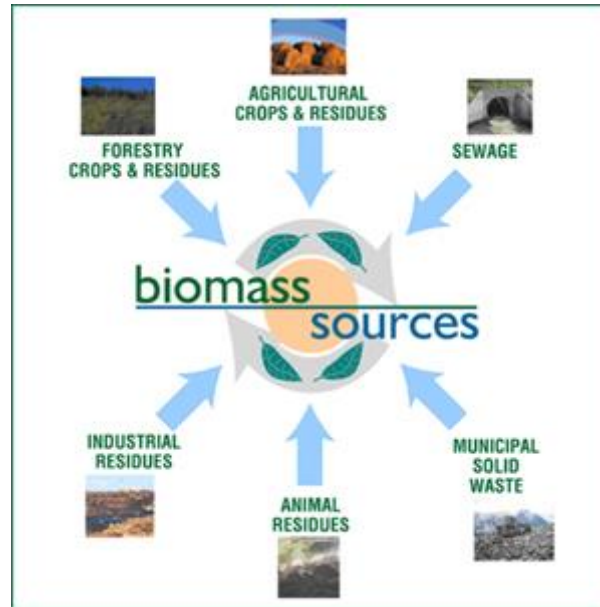 AGRICULTURAL
CROPS & RESIDUES
FORESTRY
CROPS & RESIDUES
SEWAGE
biomass
sources
INDUSTRIAL
RESIDUES
ANIMAL
RESIDUES
MUNICIPAL
SOLID
WASTE